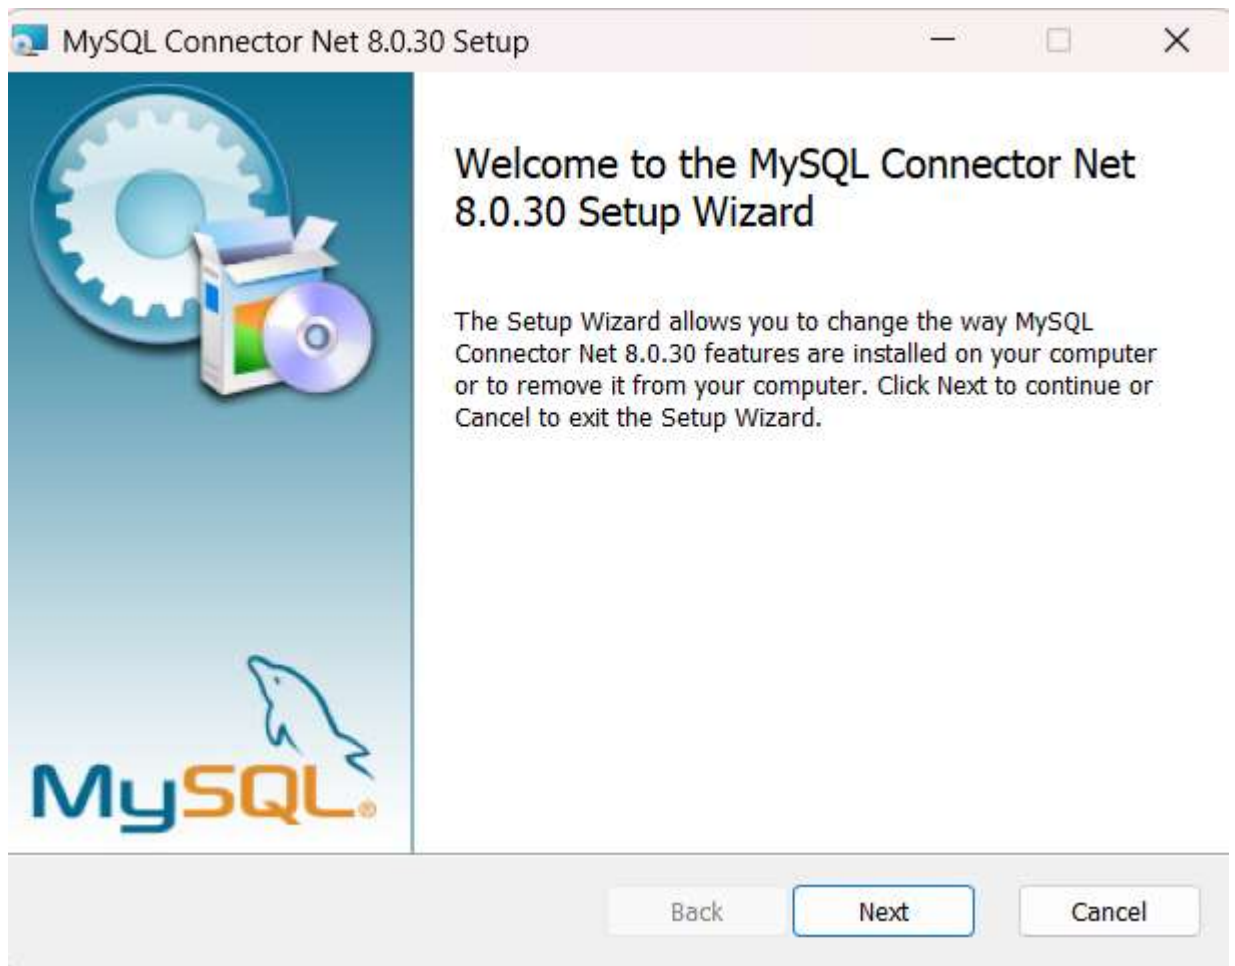 MySQL Connector Net 8.0.30 Setup
Welcome to the MySQL Connector Net
8.0.30 Setup Wizard
The Setup Wizard allows you to change the way MySQL
Connector Net 8.0.30 features are installed on your computer
or to remove it from your computer. Click Next to continue or
Cancel to exit the Setup Wizard.
MySQL®
Back Next Cancel